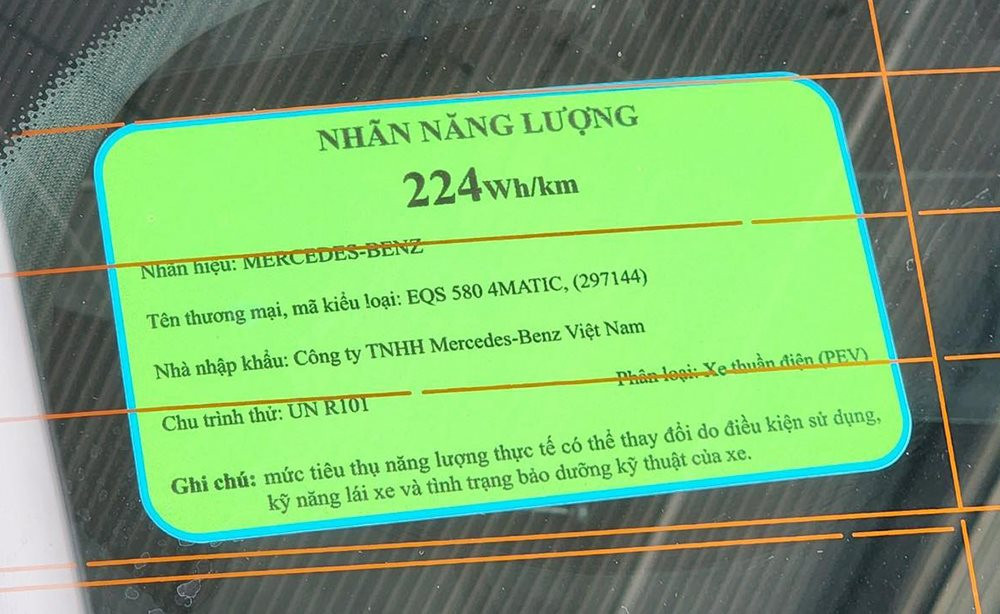 NHÃN NĂNG LƯỢNG
224Wh/km
Nhãn hiệu: MERCEDES-BENZ
Tên thương mại, mã kiểu loại: EQS 580 4MATIC, (297144)
Nhà nhập khẩu: Công ty TNHH Mercedes-Benz Việt Nam
Chu trình thử: UN R101 Phân loại: Xe thuần điện (PEV)
Ghi chú: mức tiêu thụ năng lượng thực tế có thể thay đổi do điều kiện sử dụng,
kỹ năng lái xe và tình trạng bảo dưỡng kỹ thuật của xe.